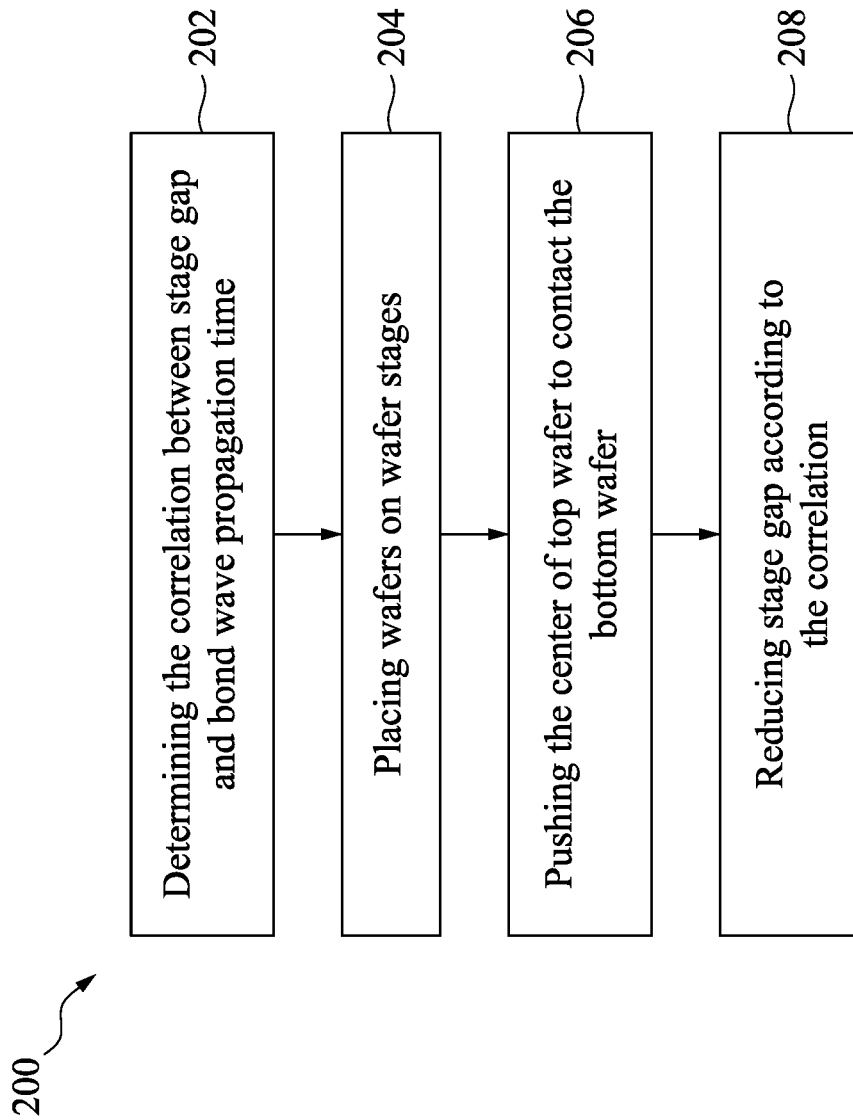 200
Determining the correlation between stage gap
and bond wave propagation time
202
Placing wafers on wafer stages
204
Pushing the center of top wafer to contact the
bottom wafer
206
Reducing stage gap according to
the correlation
208